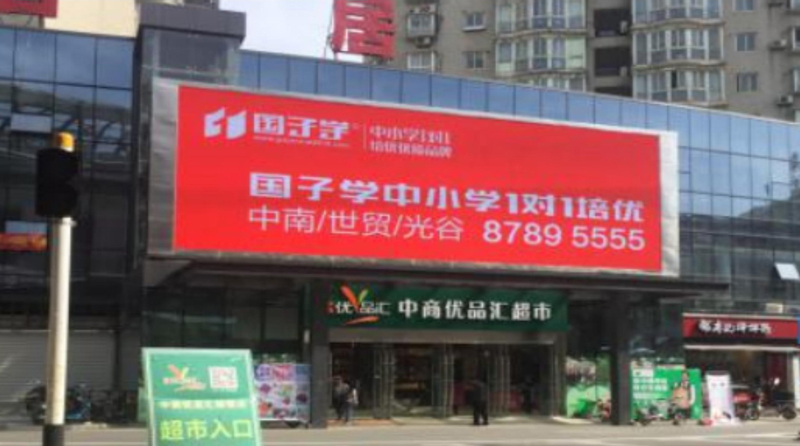 居
国子学
中小学1对1
培优优质品牌
国子学中小学1对1培优
中南/世贸/光谷 8789 5555
优品汇 中商优品汇超市
超市入口